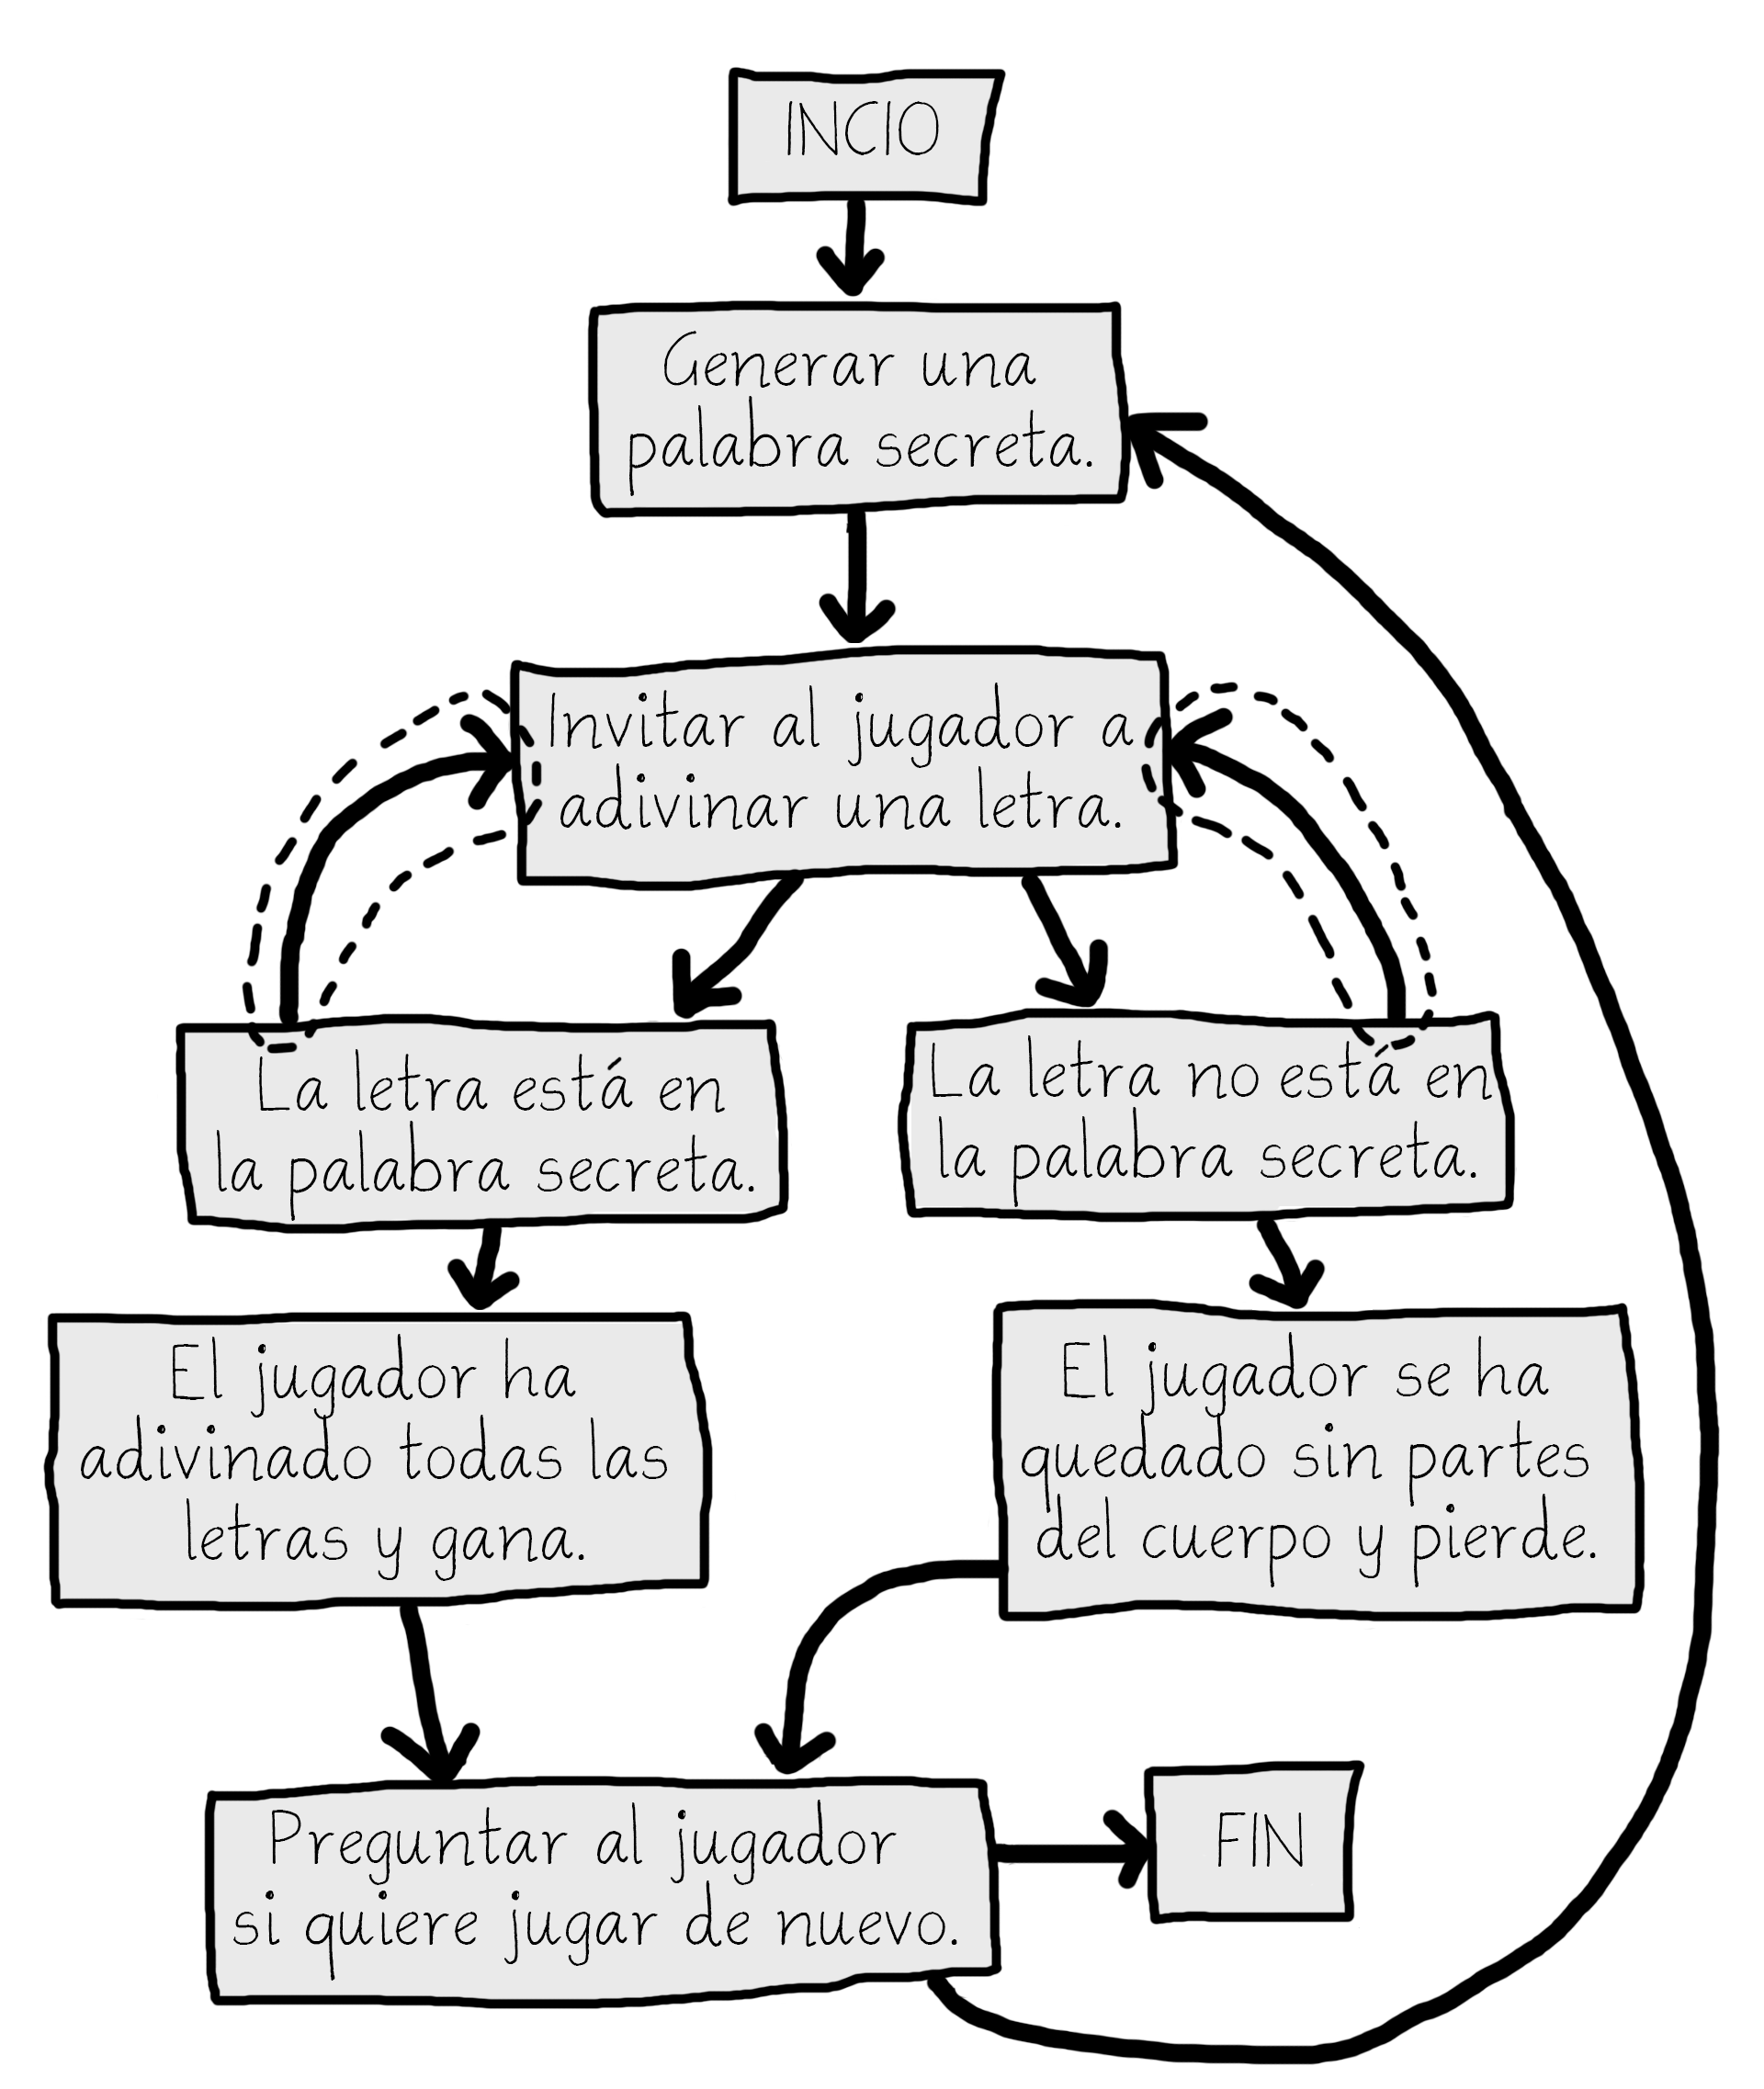 INCIO
Generar una
palabra secreta.
Invitar al jugador a
adivinar una letra.
La letra está en
la palabra secreta.
La letra no está en
la palabra secreta.
El jugador ha
adivinado todas las
letras y gana.
El jugador se ha
quedado sin partes
del cuerpo y pierde.
Preguntar al jugador
si quiere jugar de nuevo.
FIN